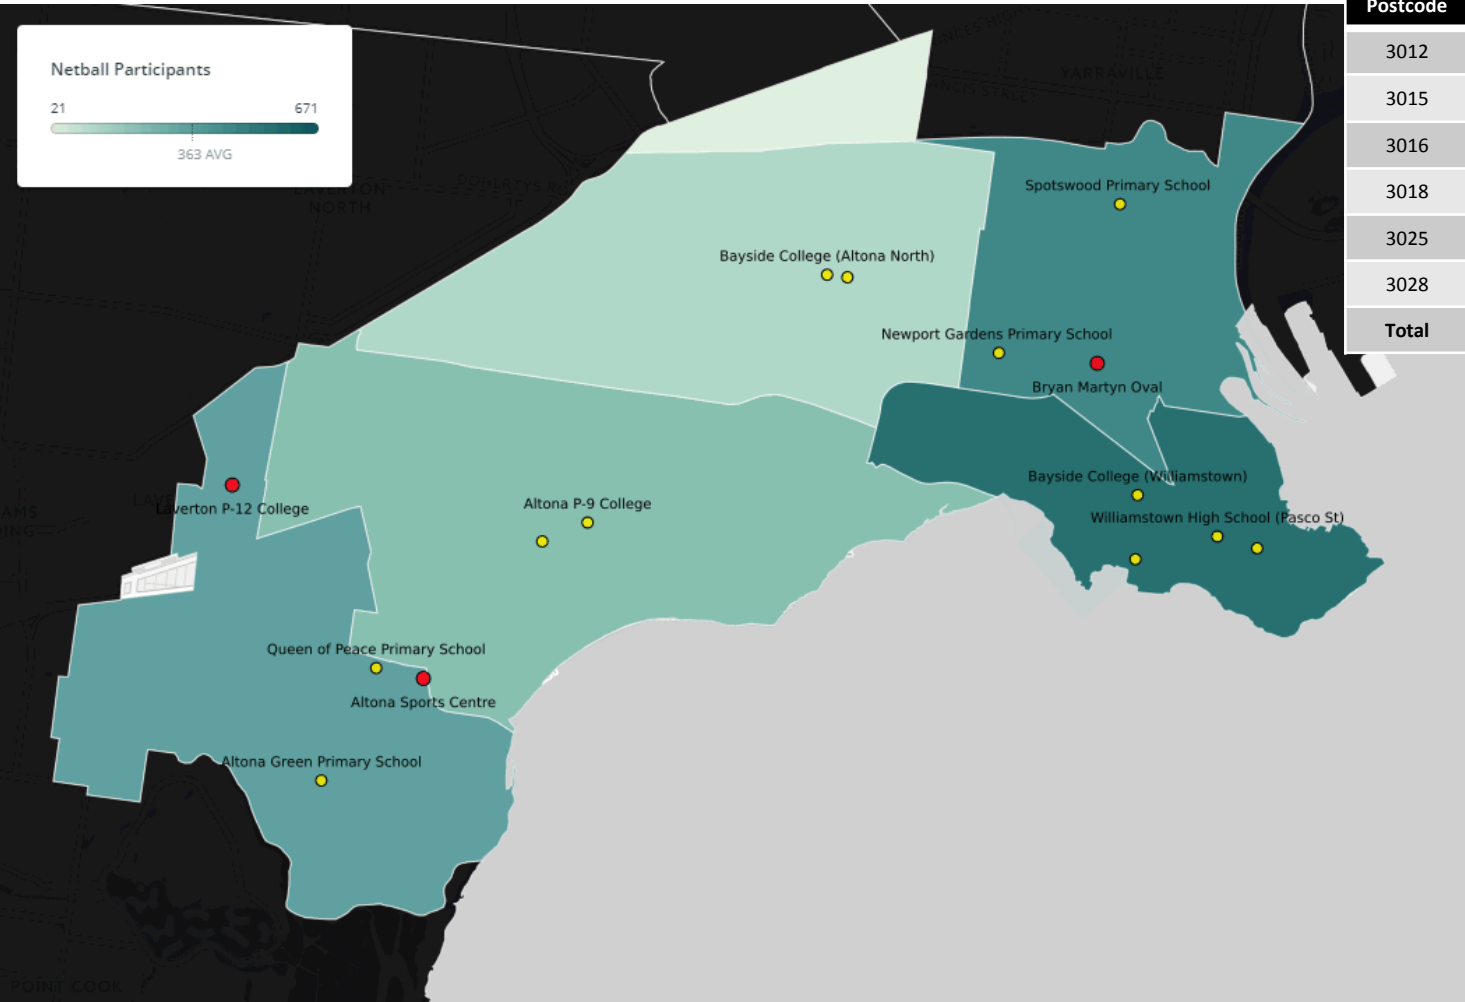 Postcode
3012
3015
3016
3018
3025
3028
Total
Netball Participants
21
671
363 AVG
YARRAVILLE
LAVERTON
NORTH
Spotswood Primary School
Bayside College (Altona North)
Newport Gardens Primary School
Bryan Martyn Oval
Bayside College (Williamstown)
Laverton P-12 College
Altona P-9 College
Williamstown High School (Pasco St)
Queen of Peace Primary School
Altona Sports Centre
Altona Green Primary School
POINT COOK